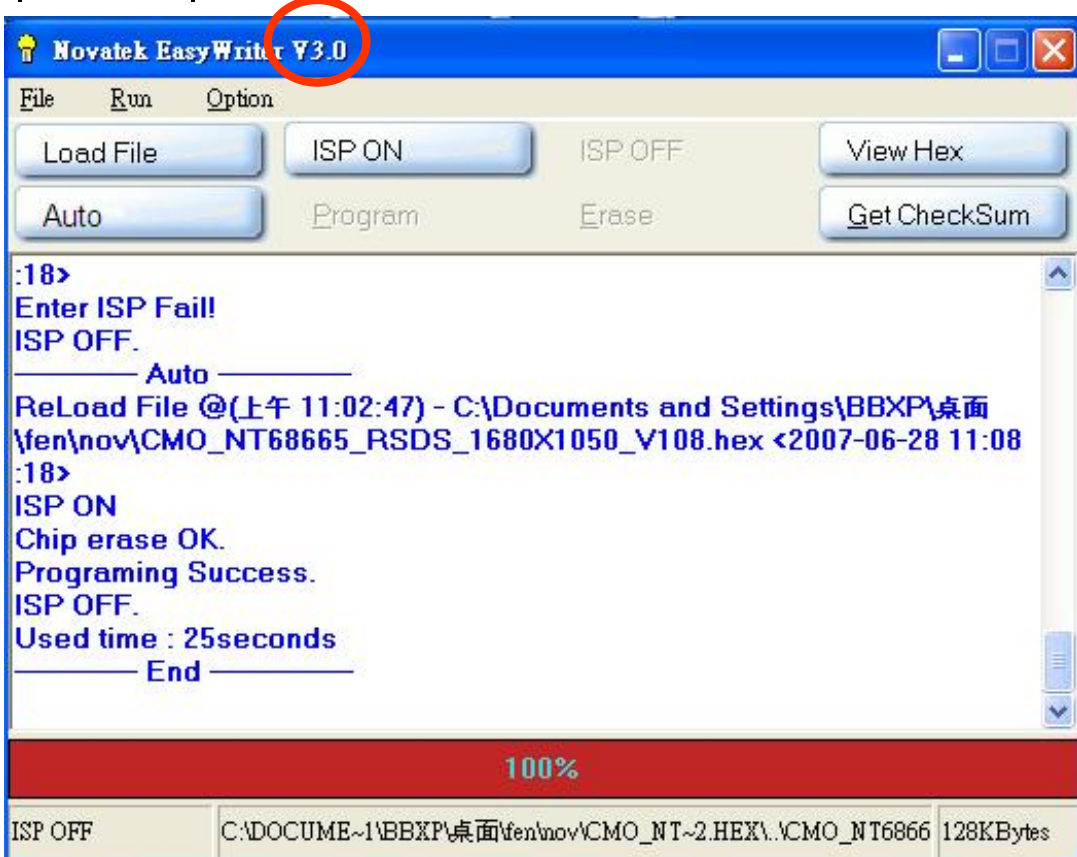 Novatek EasyWriter V3.0
File Run Option
Load File ISP ON ISP OFF View Hex
Auto Program Erase Get CheckSum
:18>
Enter ISP Fail!
ISP OFF.
Auto
ReLoad File @(上午 11:02:47) - C:\Documents and Settings\BBXP\桌面
\fen\nov\CMO_NT68665_RSDS_1680X1050_V108.hex <2007-06-28 11:08
:18>
ISP ON
Chip erase OK.
Programing Success.
ISP OFF.
Used time : 25seconds
End
100%
ISP OFF C:\DOCUME~1\BBXP\桌面\fen\nov\CMO_NT~2.HEX\..\CMO_NT6866 128KBytes